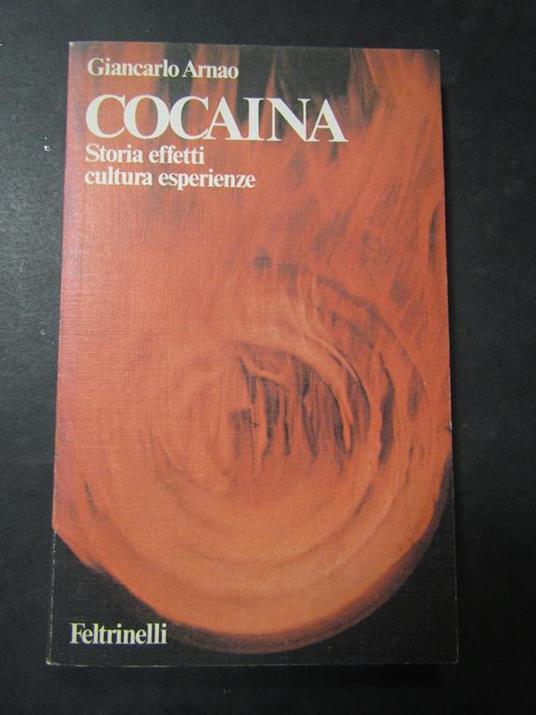 Giancarlo Arnao
COCAINA
Storia effetti
cultura esperienze
Feltrinelli